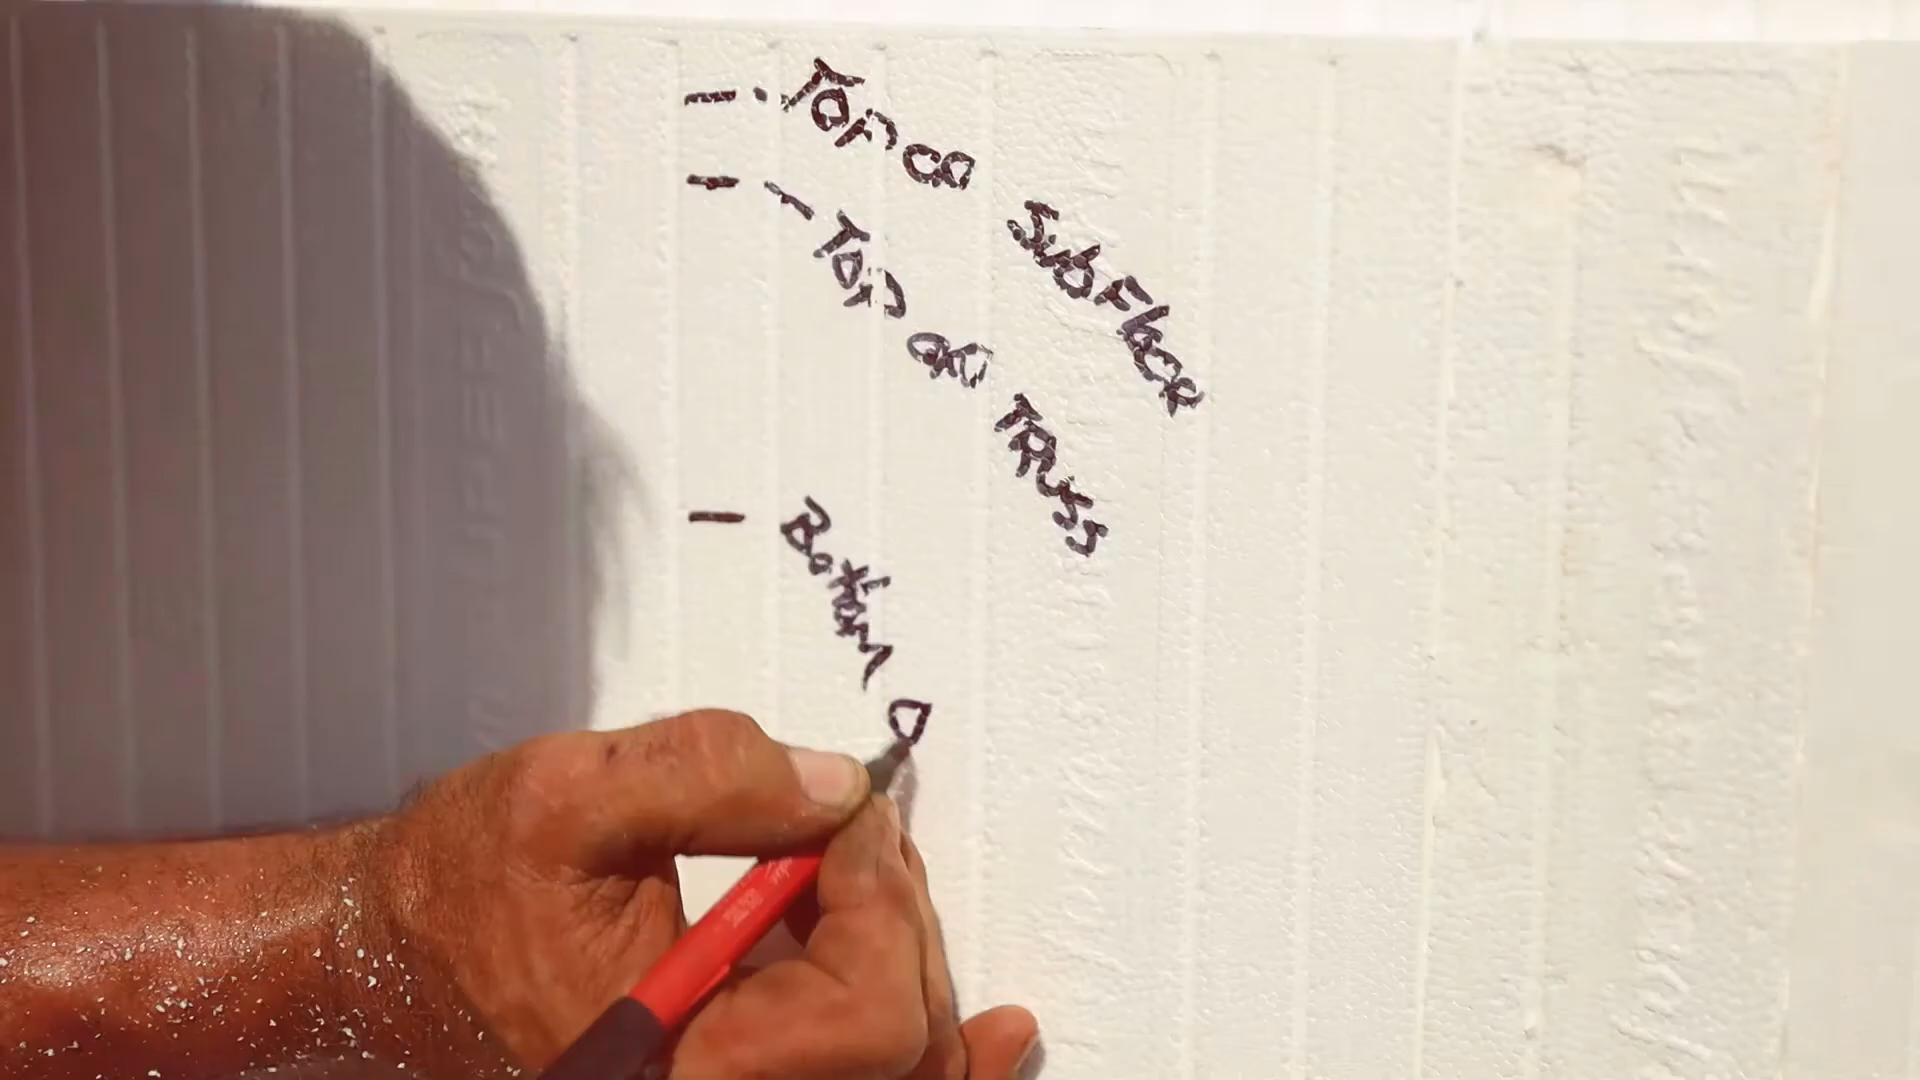 - Top of Subfloor
- Top of Truss
- Bottom o